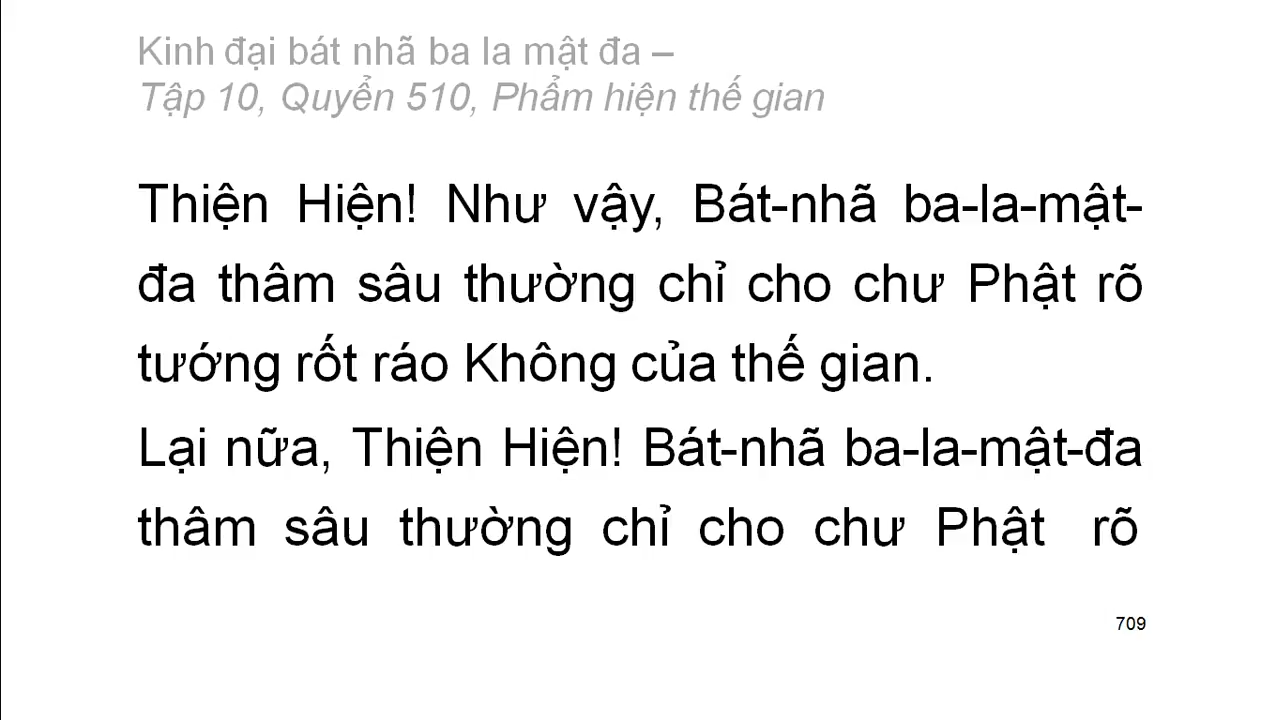 Kinh đại bát nhã ba la mật đa –
Tập 10, Quyển 510, Phẩm hiện thế gian
Thiện Hiện! Như vậy, Bát-nhã ba-la-mật-
đa thâm sâu thường chỉ cho chư Phật rõ
tướng rốt ráo Không của thế gian.
Lại nữa, Thiện Hiện! Bát-nhã ba-la-mật-đa
thâm sâu thường chỉ cho chư Phật rõ
709